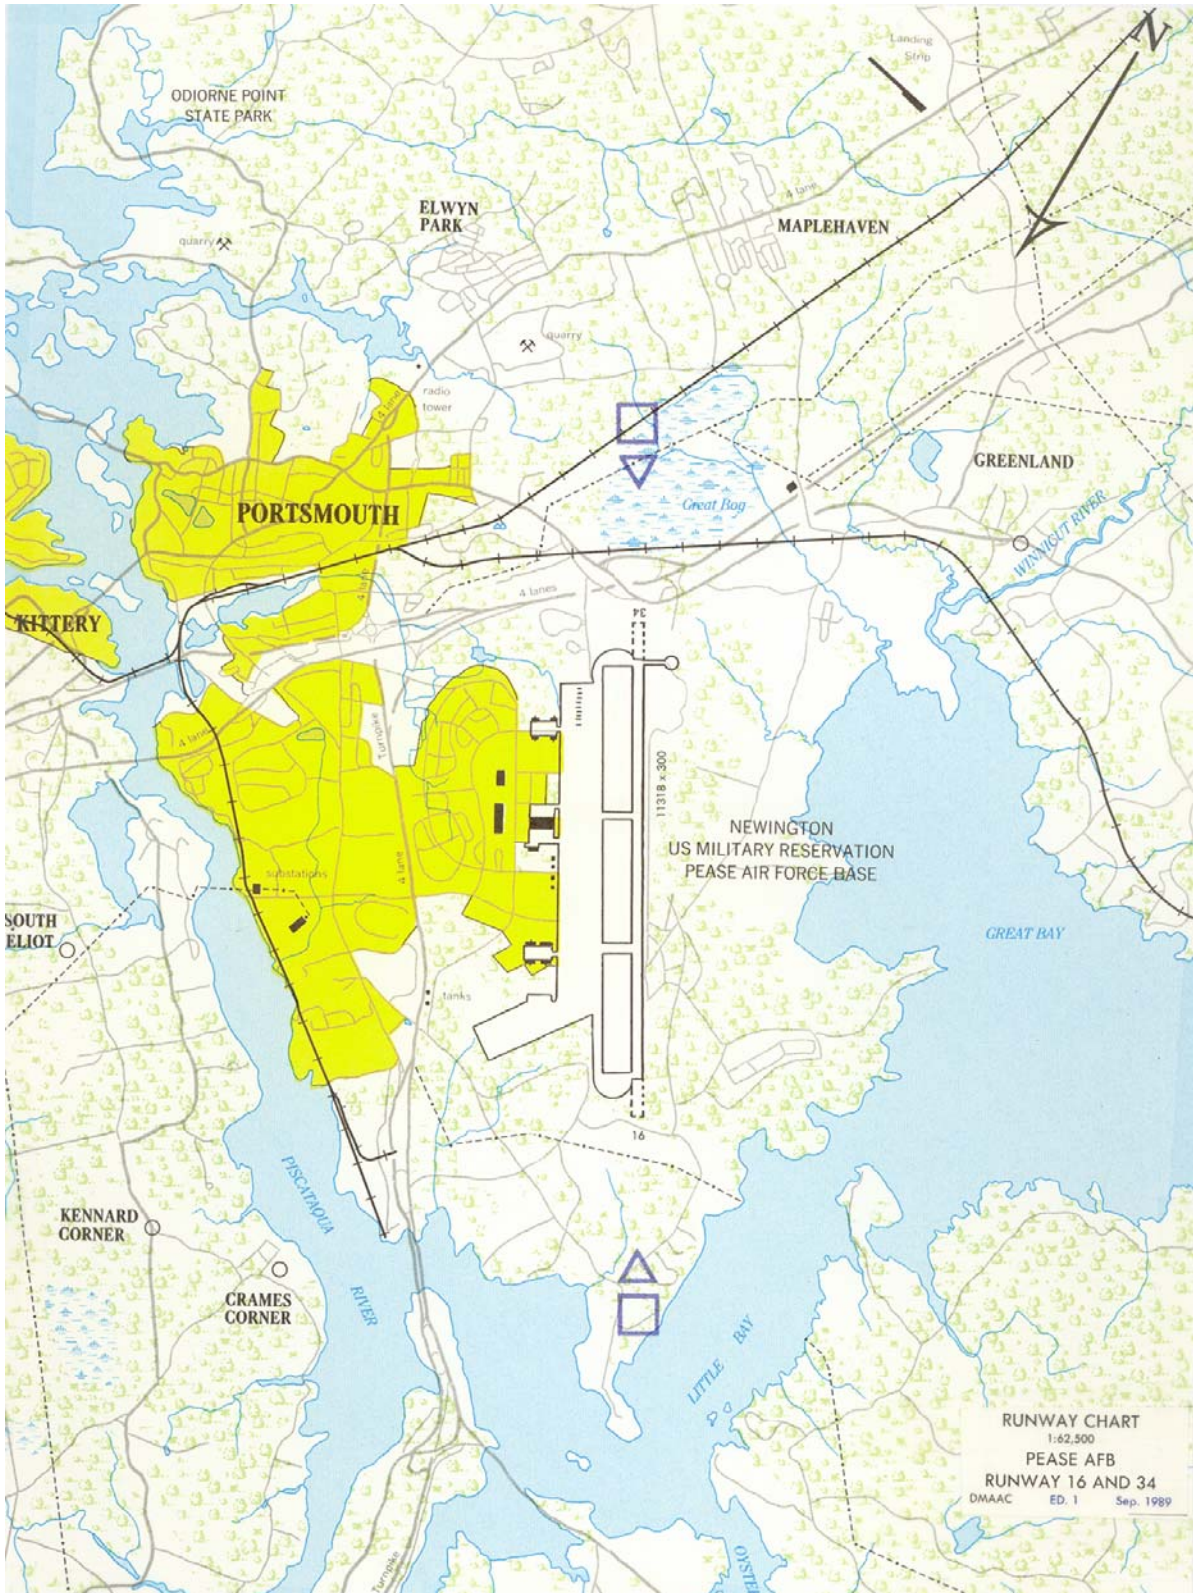 N
Landing
Strip
ODIORNE POINT
STATE PARK
4 lane
ELWYN
PARK
MAPLEHAVEN
quarry
quarry
radio
tower
4 lane
GREENLAND
PORTSMOUTH
Great Bog
WINNICUT RIVER
4 lane
4 lanes
KITTERY
34
4 lane
Turnpike
11318 x 300
NEWINGTON
US MILITARY RESERVATION
PEASE AIR FORCE BASE
4 lane
substations
SOUTH
ELIOT
GREAT BAY
tanks
16
PISCATAQUA
RIVER
KENNARD
CORNER
CRAMES
CORNER
LITTLE BAY
RUNWAY CHART
1:62,500
PEASE AFB
RUNWAY 16 AND 34
DMAAC ED. 1 Sep. 1989
Turnpike
OYSTER